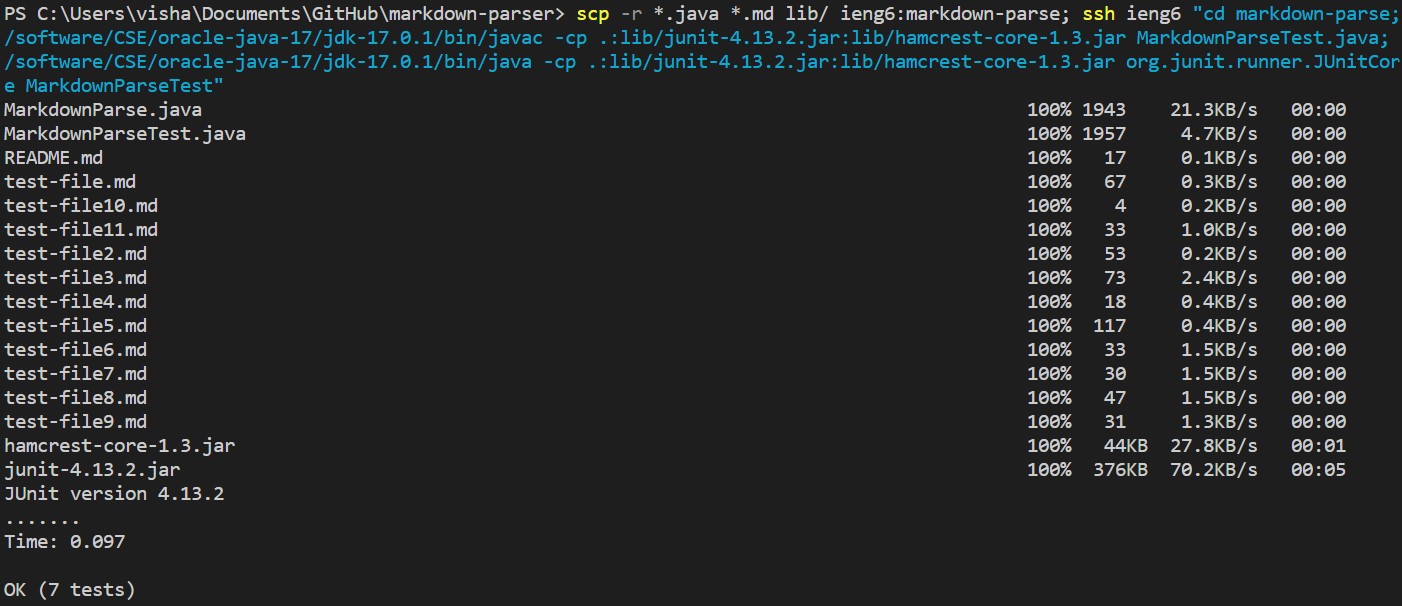 PS C:\Users\visha\Documents\GitHub\markdown-parser> scp -r *.java *.md lib/ ieng6:markdown-parse; ssh ieng6 "cd markdown-parse;
/software/CSE/oracle-java-17/jdk-17.0.1/bin/javac -cp .:lib/junit-4.13.2.jar:lib/hamcrest-core-1.3.jar MarkdownParseTest.java;
/software/CSE/oracle-java-17/jdk-17.0.1/bin/java -cp .:lib/junit-4.13.2.jar:lib/hamcrest-core-1.3.jar org.junit.runner.JUnitCor
e MarkdownParseTest"
MarkdownParse.java 100% 1943 21.3KB/s 00:00
MarkdownParseTest.java 100% 1957 4.7KB/s 00:00
README.md 100% 17 0.1KB/s 00:00
test-file.md 100% 67 0.3KB/s 00:00
test-file10.md 100% 4 0.2KB/s 00:00
test-file11.md 100% 33 1.0KB/s 00:00
test-file2.md 100% 53 0.2KB/s 00:00
test-file3.md 100% 73 2.4KB/s 00:00
test-file4.md 100% 18 0.4KB/s 00:00
test-file5.md 100% 117 0.4KB/s 00:00
test-file6.md 100% 33 1.5KB/s 00:00
test-file7.md 100% 30 1.5KB/s 00:00
test-file8.md 100% 47 1.5KB/s 00:00
test-file9.md 100% 31 1.3KB/s 00:00
hamcrest-core-1.3.jar 100% 44KB 27.8KB/s 00:01
junit-4.13.2.jar 100% 376KB 70.2KB/s 00:05
JUnit version 4.13.2
.......
Time: 0.097
OK (7 tests)